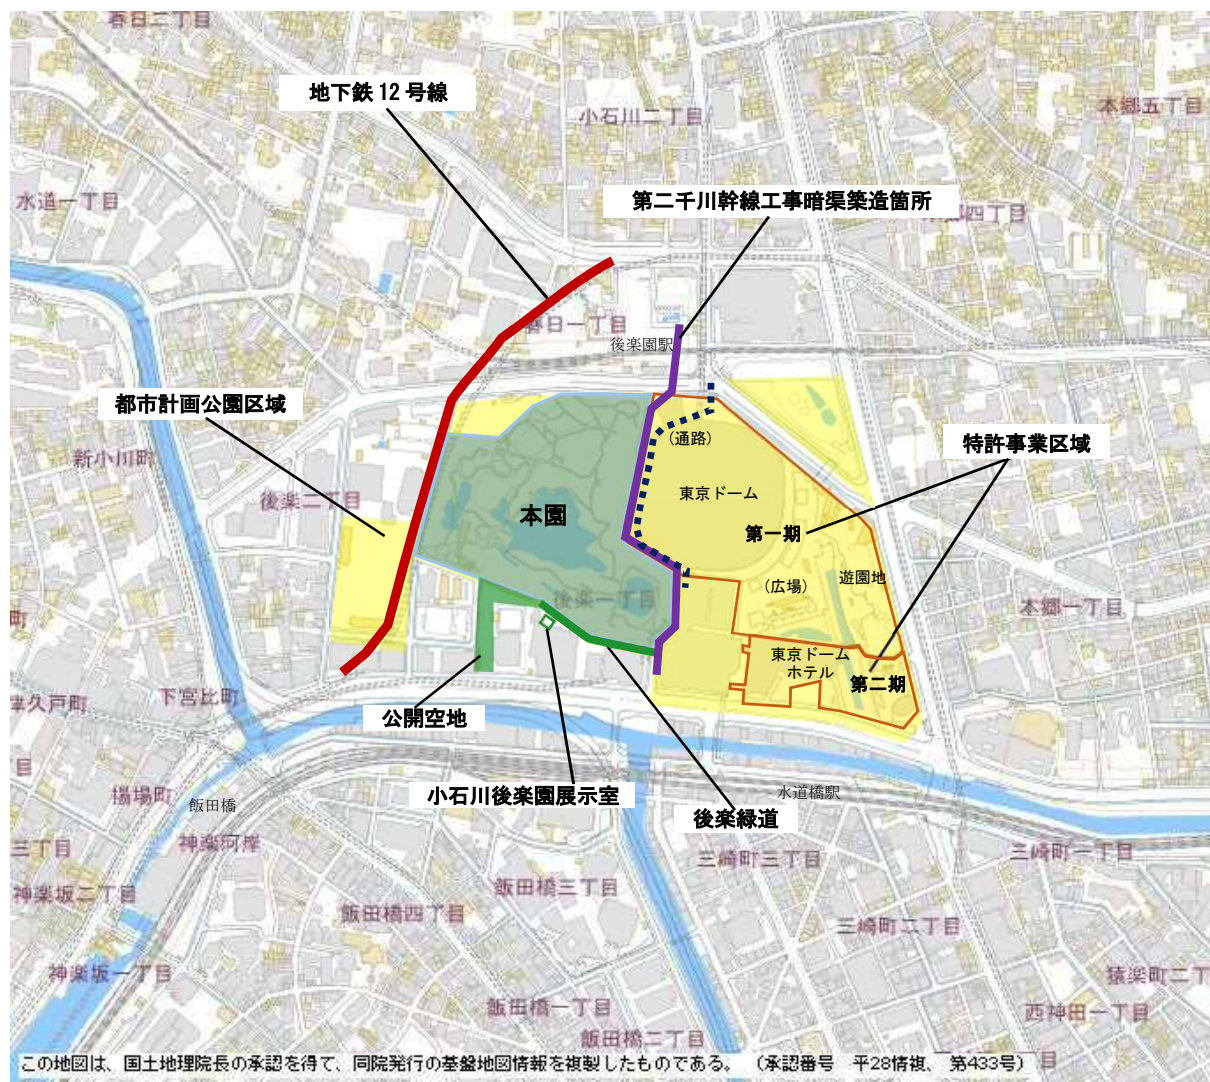 春日二丁目
地下鉄12号線
小石川二丁目
本郷五丁目
水道一丁目
第二千川幹線工事暗渠築造箇所
四丁目
春日一丁目
後楽園駅
都市計画公園区域
(通路)
特許事業区域
新小川町
後楽二丁目
東京ドーム
本園
第一期
(広場)
遊園地
後楽一丁目
本郷一丁目
町
東京ドーム
ホテル
第二期
下宮比町
津久戸町
公開空地
目
揚場町
飯田橋
小石川後楽園展示室
水道橋駅
後楽緑道
神楽河岸
三丁目
三崎町三丁目
三崎町一丁目
神楽坂二丁目
飯田橋三丁目
飯田橋四丁目
三崎町二丁目
神楽坂一丁目
猿楽町二丁
飯田橋一丁目
西神田一丁目
飯田橋二丁目
この地図は、国土地理院長の承認を得て、同院発行の基盤地図情報を複製したものである。 (承認番号 平28情複、 第433号)
目